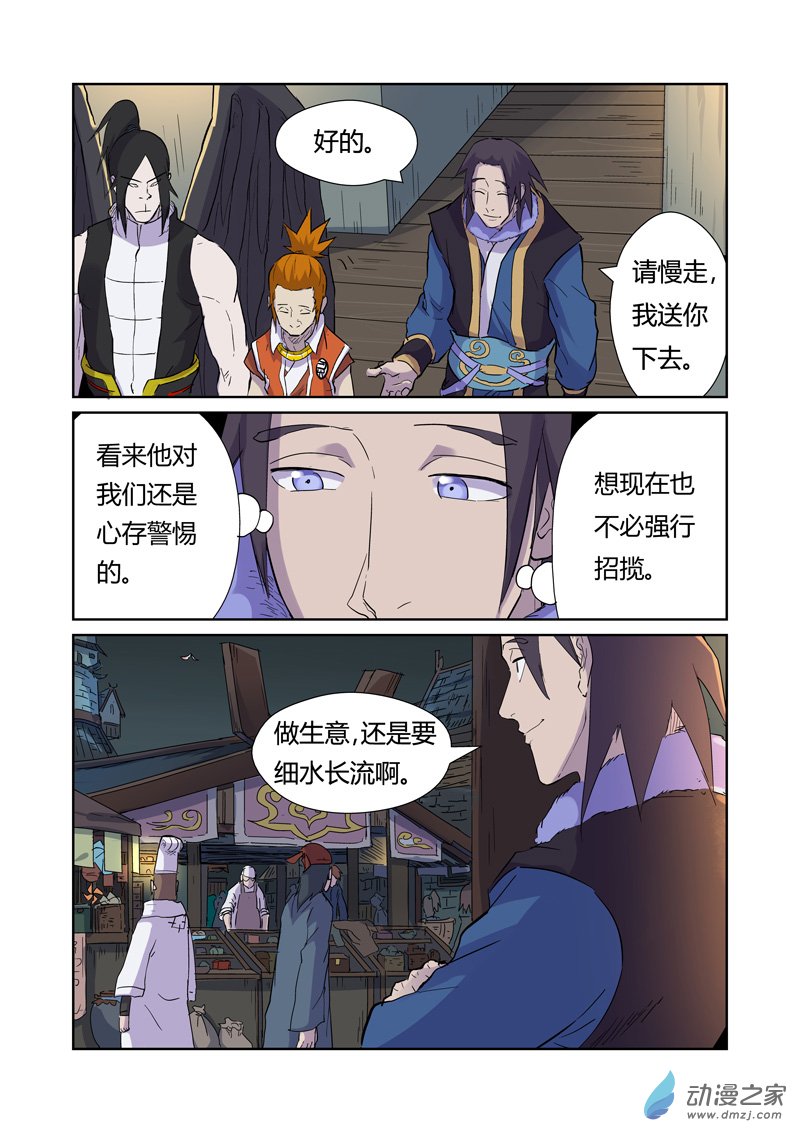 好的。
请慢走，
我送你
下去。
看来他对
我们还是
心存警惕
的。
想现在也
不必强行
招揽。
做生意，还是要
细水长流啊。
动漫之家
www.dmzj.com